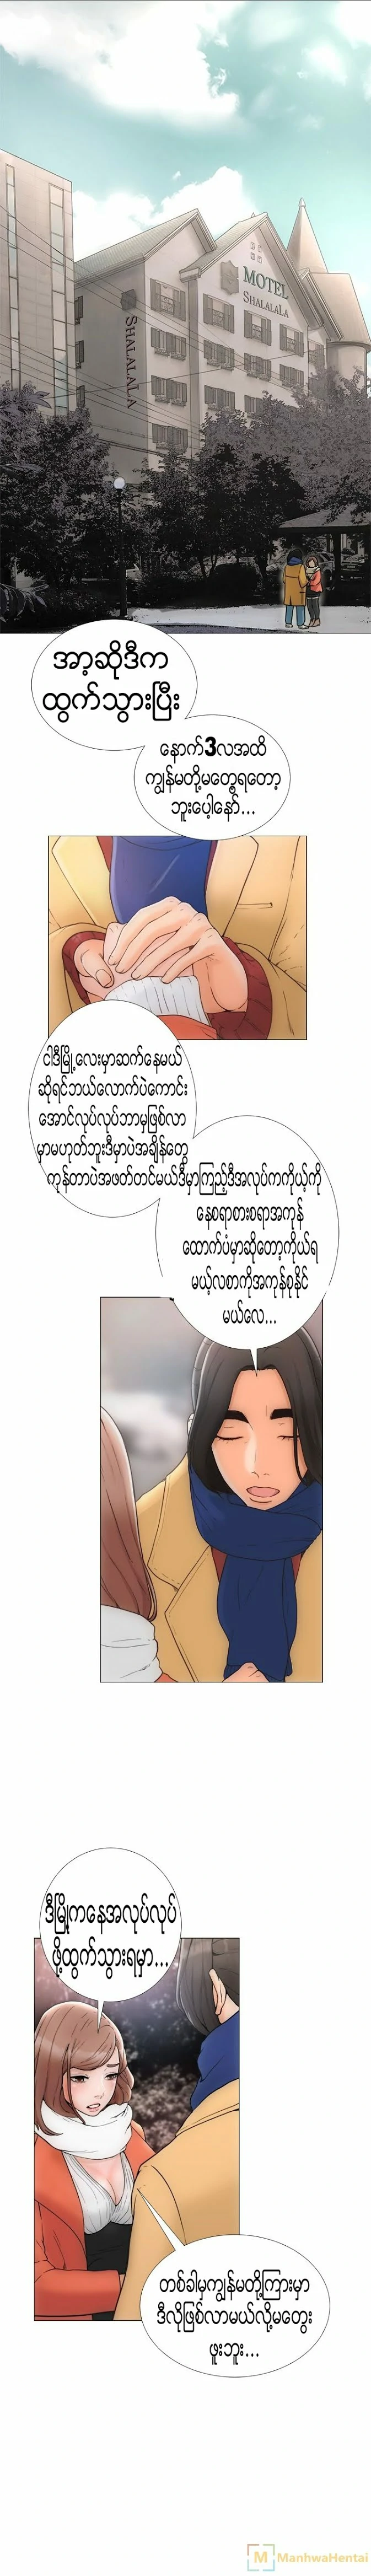 MOTEL
SHALALALA
SHALALALA
အာ့ဆိုဒီက
ထွက်သွားပြီး
နောက်3လအထိ
ကျွန်မတို့မတွေ့ရတော့
ဘူးပေါ့နော်...
ငါဒီမြို့လေးမှာဆက်နေမယ်
ဆိုရင်ဘယ်လောက်ပဲကောင်း
အောင်လုပ်လုပ်ဘာမှဖြစ်လာ
မှာမဟုတ်ဘူးဒီမှာပဲအချိန်တွေ
ကုန်တာပဲအဖတ်တင်မယ်
ဒီမှာကြည့်ဒီအလုပ်ကကိုယ့်ကို
နေစရာစားစရာအကုန်
ထောက်ပံမှာဆိုတော့ကိုယ်ရ
မယ့်လစာကိုအကုန်စုနိုင်
မယ်လေ...
ဒီမြို့ကနေအလုပ်လုပ်
ဖို့ထွက်သွားရမှာ...
တစ်ခါမှကျွန်မတို့ကြားမှာ
ဒီလိုဖြစ်လာမယ်လို့မတွေး
ဖူးဘူး...
M ManhwaHentai